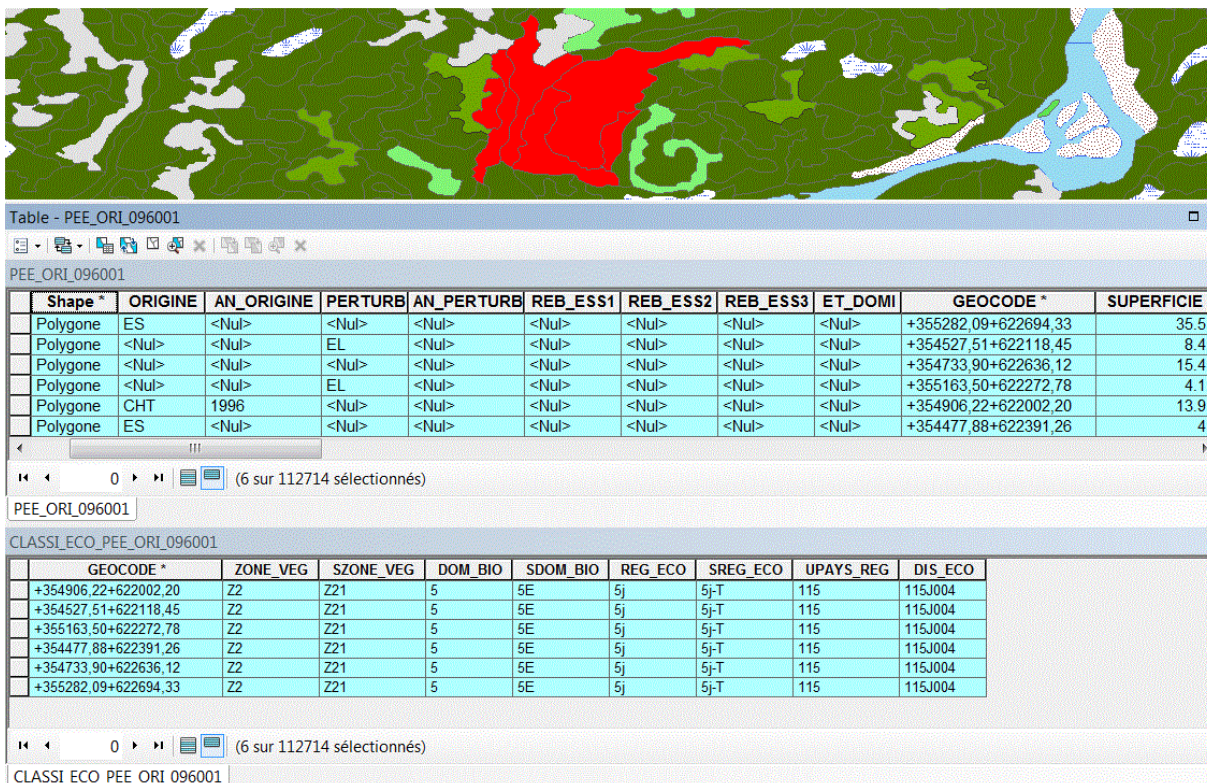 Table - PEE_ORI_096001
PEE_ORI_096001
Shape * ORIGINE AN_ORIGINE PERTURB AN_PERTURB REB_ESS1 REB_ESS2 REB_ESS3 ET_DOMI GEOCODE * SUPERFICIE
Polygone ES <Nul> <Nul> <Nul> <Nul> <Nul> <Nul> <Nul> +355282,09+622694,33 35.5
Polygone <Nul> <Nul> EL <Nul> <Nul> <Nul> <Nul> <Nul> +354527,51+622118,45 8.4
Polygone <Nul> <Nul> <Nul> <Nul> <Nul> <Nul> <Nul> <Nul> +354733,90+622636,12 15.4
Polygone <Nul> <Nul> EL <Nul> <Nul> <Nul> <Nul> <Nul> +355163,50+622272,78 4.1
Polygone CHT 1996 <Nul> <Nul> <Nul> <Nul> <Nul> <Nul> +354906,22+622002,20 13.9
Polygone ES <Nul> <Nul> <Nul> <Nul> <Nul> <Nul> <Nul> +354477,88+622391,26 4
0 (6 sur 112714 sélectionnés)
PEE_ORI_096001
CLASSI_ECO_PEE_ORI_096001
GEOCODE * ZONE_VEG SZONE_VEG DOM_BIO SDOM_BIO REG_ECO SREG_ECO UPAYS_REG DIS_ECO
+354906,22+622002,20 Z2 Z21 5 5E 5j 5j-T 115 115J004
+354527,51+622118,45 Z2 Z21 5 5E 5j 5j-T 115 115J004
+355163,50+622272,78 Z2 Z21 5 5E 5j 5j-T 115 115J004
+354477,88+622391,26 Z2 Z21 5 5E 5j 5j-T 115 115J004
+354733,90+622636,12 Z2 Z21 5 5E 5j 5j-T 115 115J004
+355282,09+622694,33 Z2 Z21 5 5E 5j 5j-T 115 115J004
0 (6 sur 112714 sélectionnés)
CLASSI_ECO_PEE_ORI_096001